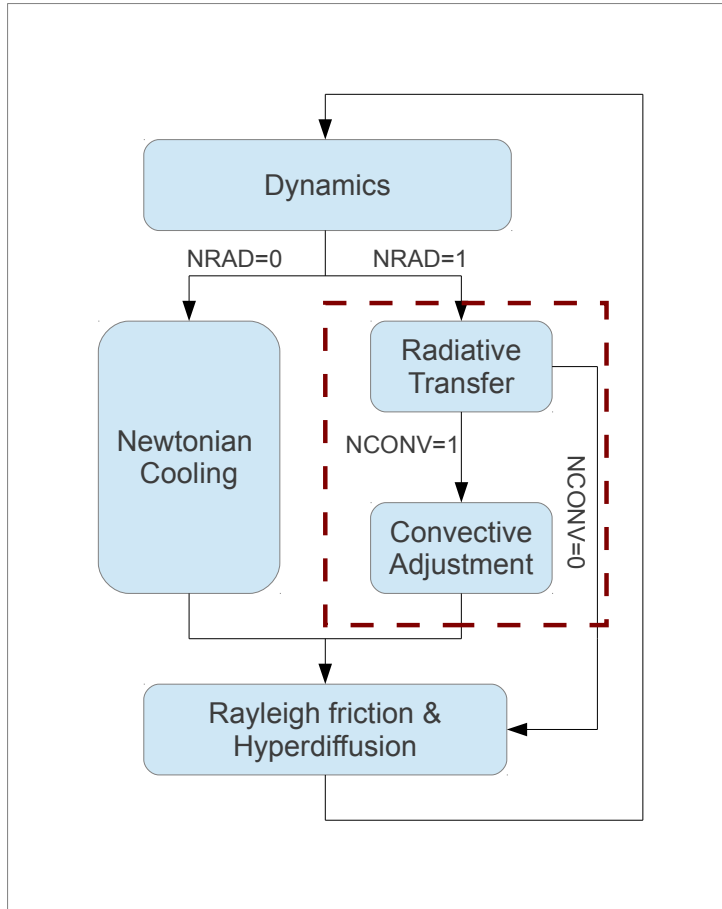 Dynamics
NRAD=0
NRAD=1
Radiative
Transfer
Newtonian
Cooling
NCONV=1
NCONV=0
Convective
Adjustment
Rayleigh friction &
Hyperdiffusion